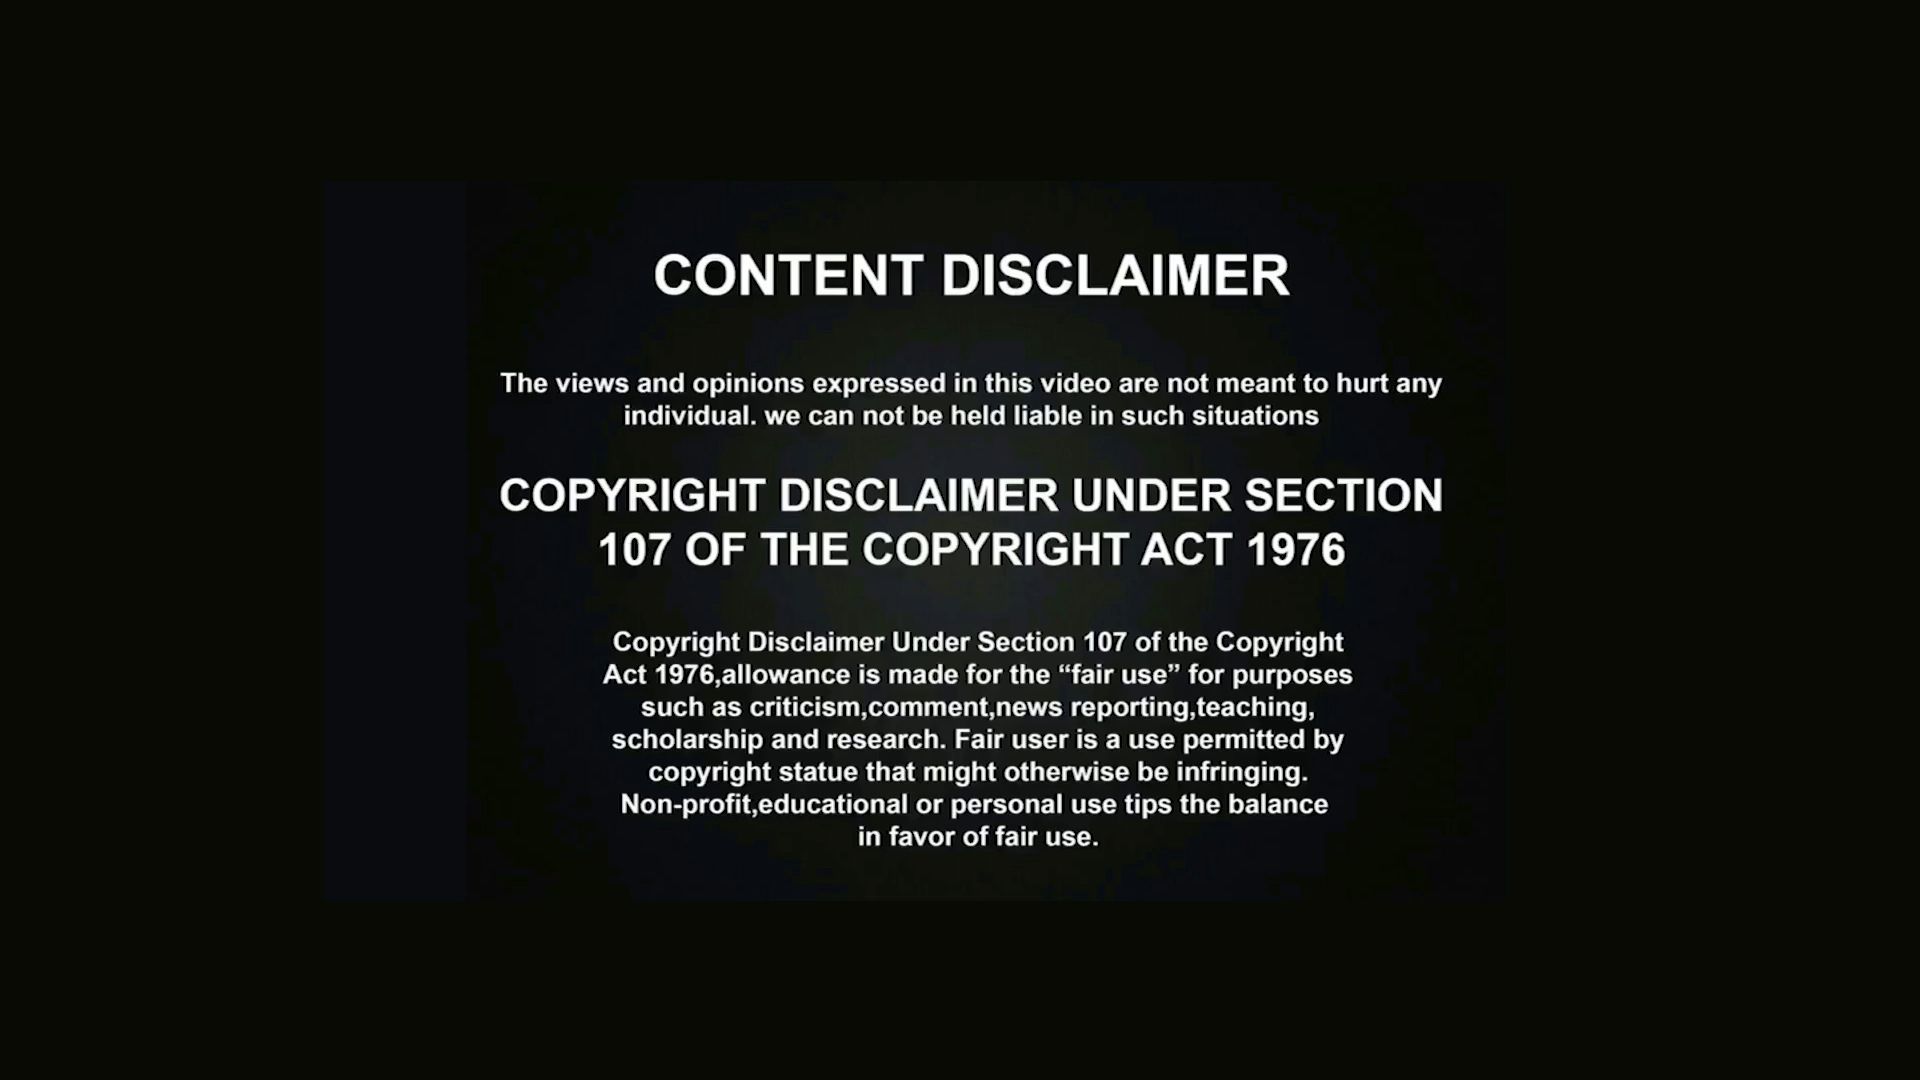 CONTENT DISCLAIMER
The views and opinions expressed in this video are not meant to hurt any
individual. we can not be held liable in such situations
COPYRIGHT DISCLAIMER UNDER SECTION
107 OF THE COPYRIGHT ACT 1976
Copyright Disclaimer Under Section 107 of the Copyright
Act 1976,allowance is made for the “fair use” for purposes
such as criticism,comment,news reporting,teaching,
scholarship and research. Fair user is a use permitted by
copyright statue that might otherwise be infringing.
Non-profit,educational or personal use tips the balance
in favor of fair use.